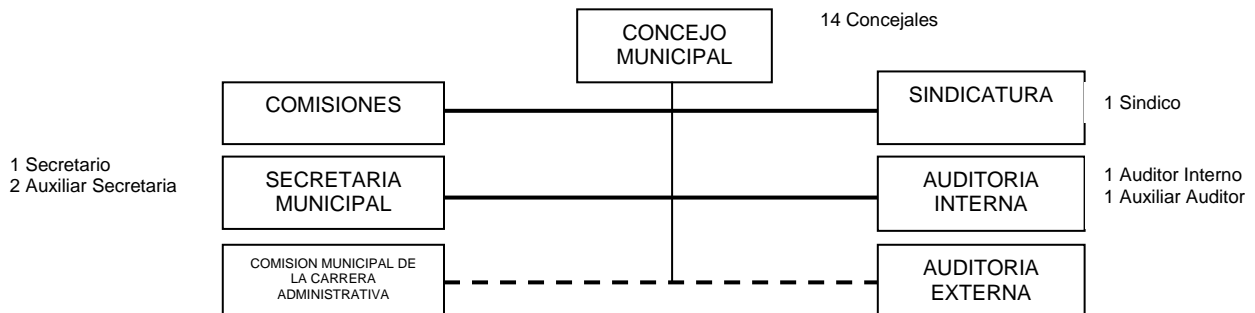 14 Concejales
CONCEJO
MUNICIPAL
COMISIONES
SINDICATURA
1 Sindico
1 Secretario
2 Auxiliar Secretaria
SECRETARIA
MUNICIPAL
AUDITORIA
INTERNA
1 Auditor Interno
1 Auxiliar Auditor
COMISION MUNICIPAL DE
LA CARRERA
ADMINISTRATIVA
AUDITORIA
EXTERNA